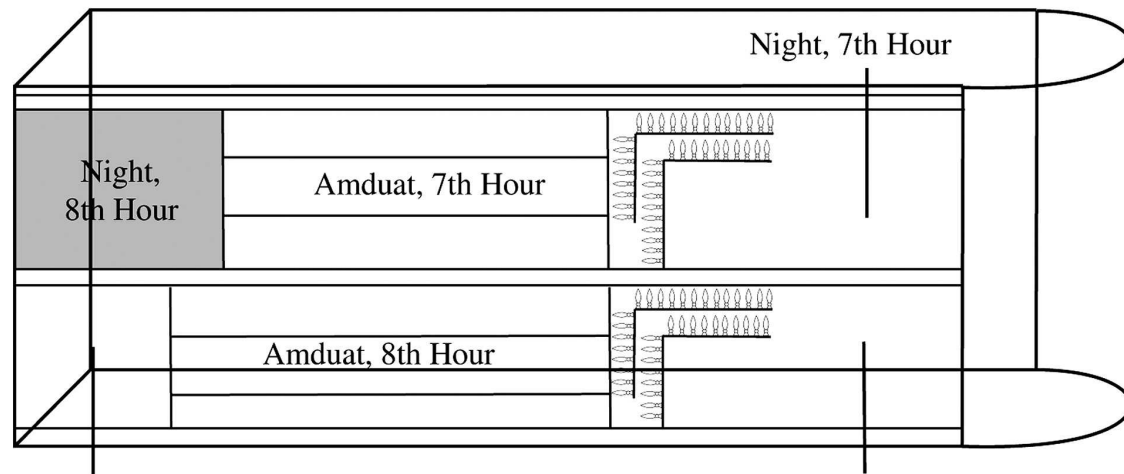 Night, 7th Hour
Night,
8th Hour
Amduat, 7th Hour
Amduat, 8th Hour